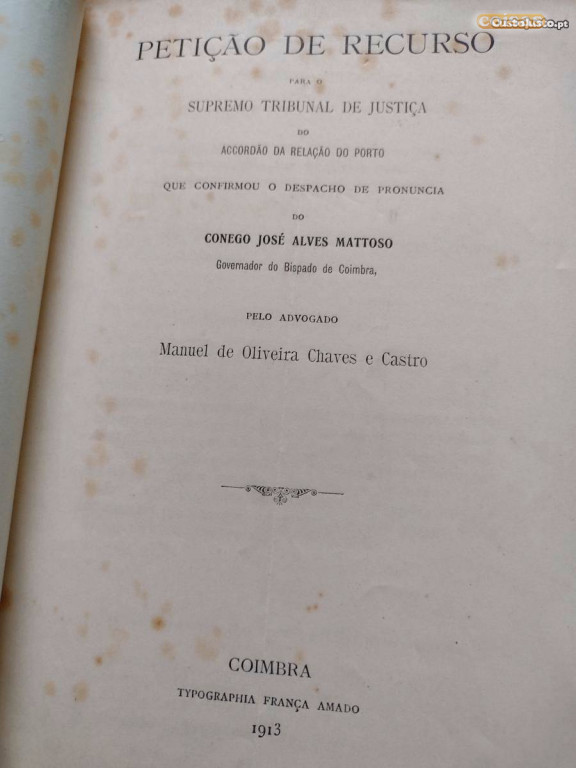 CustoJusto.pt
PETIÇÃO DE RECURSO
PARA O
SUPREMO TRIBUNAL DE JUSTIÇA
DO
ACCORDÃO DA RELAÇÃO DO PORTO
QUE CONFIRMOU O DESPACHO DE PRONUNCIA
DO
CONEGO JOSÉ ALVES MATTOSO
Governador do Bispado de Coimbra,
PELO ADVOGADO
Manuel de Oliveira Chaves e Castro
COIMBRA
TYPOGRAPHIA FRANÇA AMADO
1913